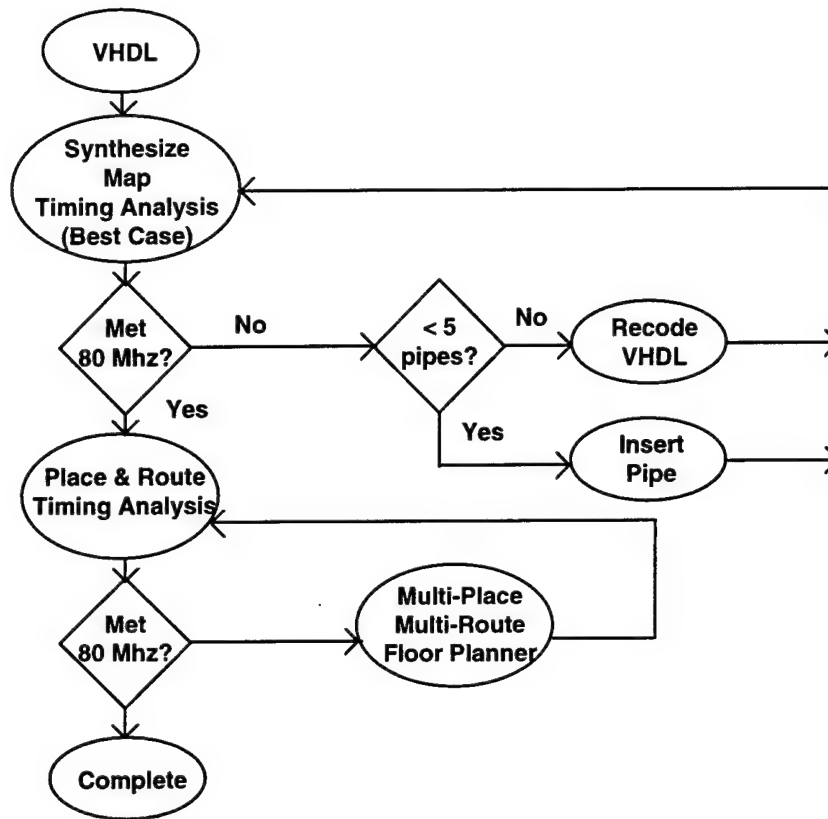 VHDL
Synthesize
Map
Timing Analysis
(Best Case)
Met
80 Mhz?
No
< 5
pipes?
No
Recode
VHDL
Yes
Yes
Insert
Pipe
Place & Route
Timing Analysis
Met
80 Mhz?
Multi-Place
Multi-Route
Floor Planner
Complete